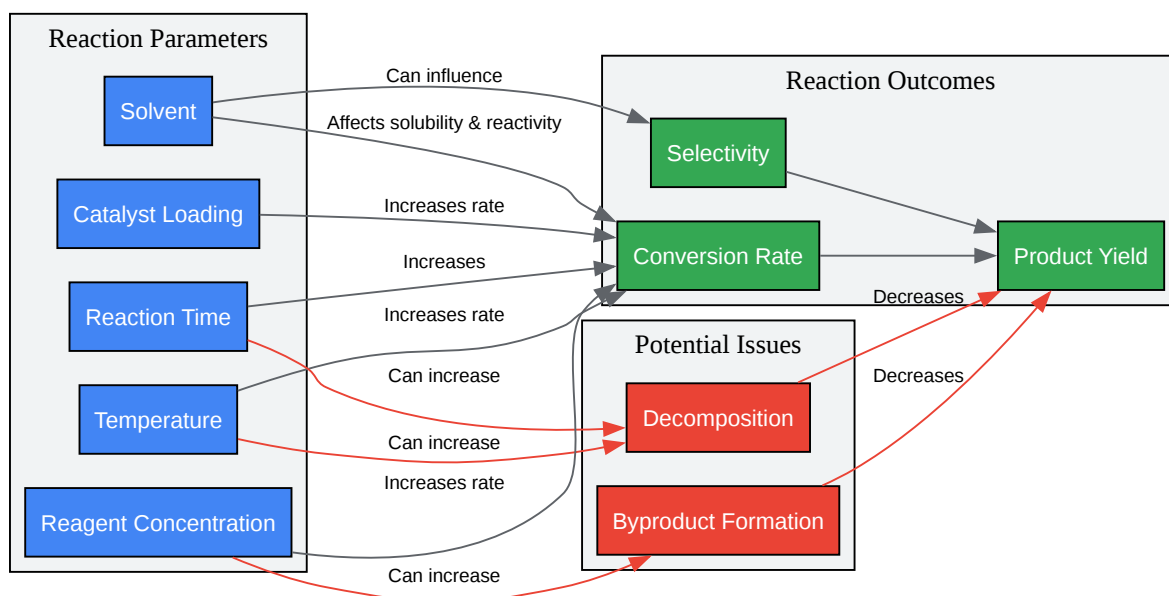 Reaction Parameters
Solvent
Catalyst Loading
Reaction Time
Temperature
Reagent Concentration
Can influence
Affects solubility & reactivity
Increases rate
Increases
Increases rate
Can increase
Can increase
Increases rate
Can increase
Reaction Outcomes
Selectivity
Conversion Rate
Product Yield
Decreases
Decreases
Potential Issues
Decomposition
Byproduct Formation